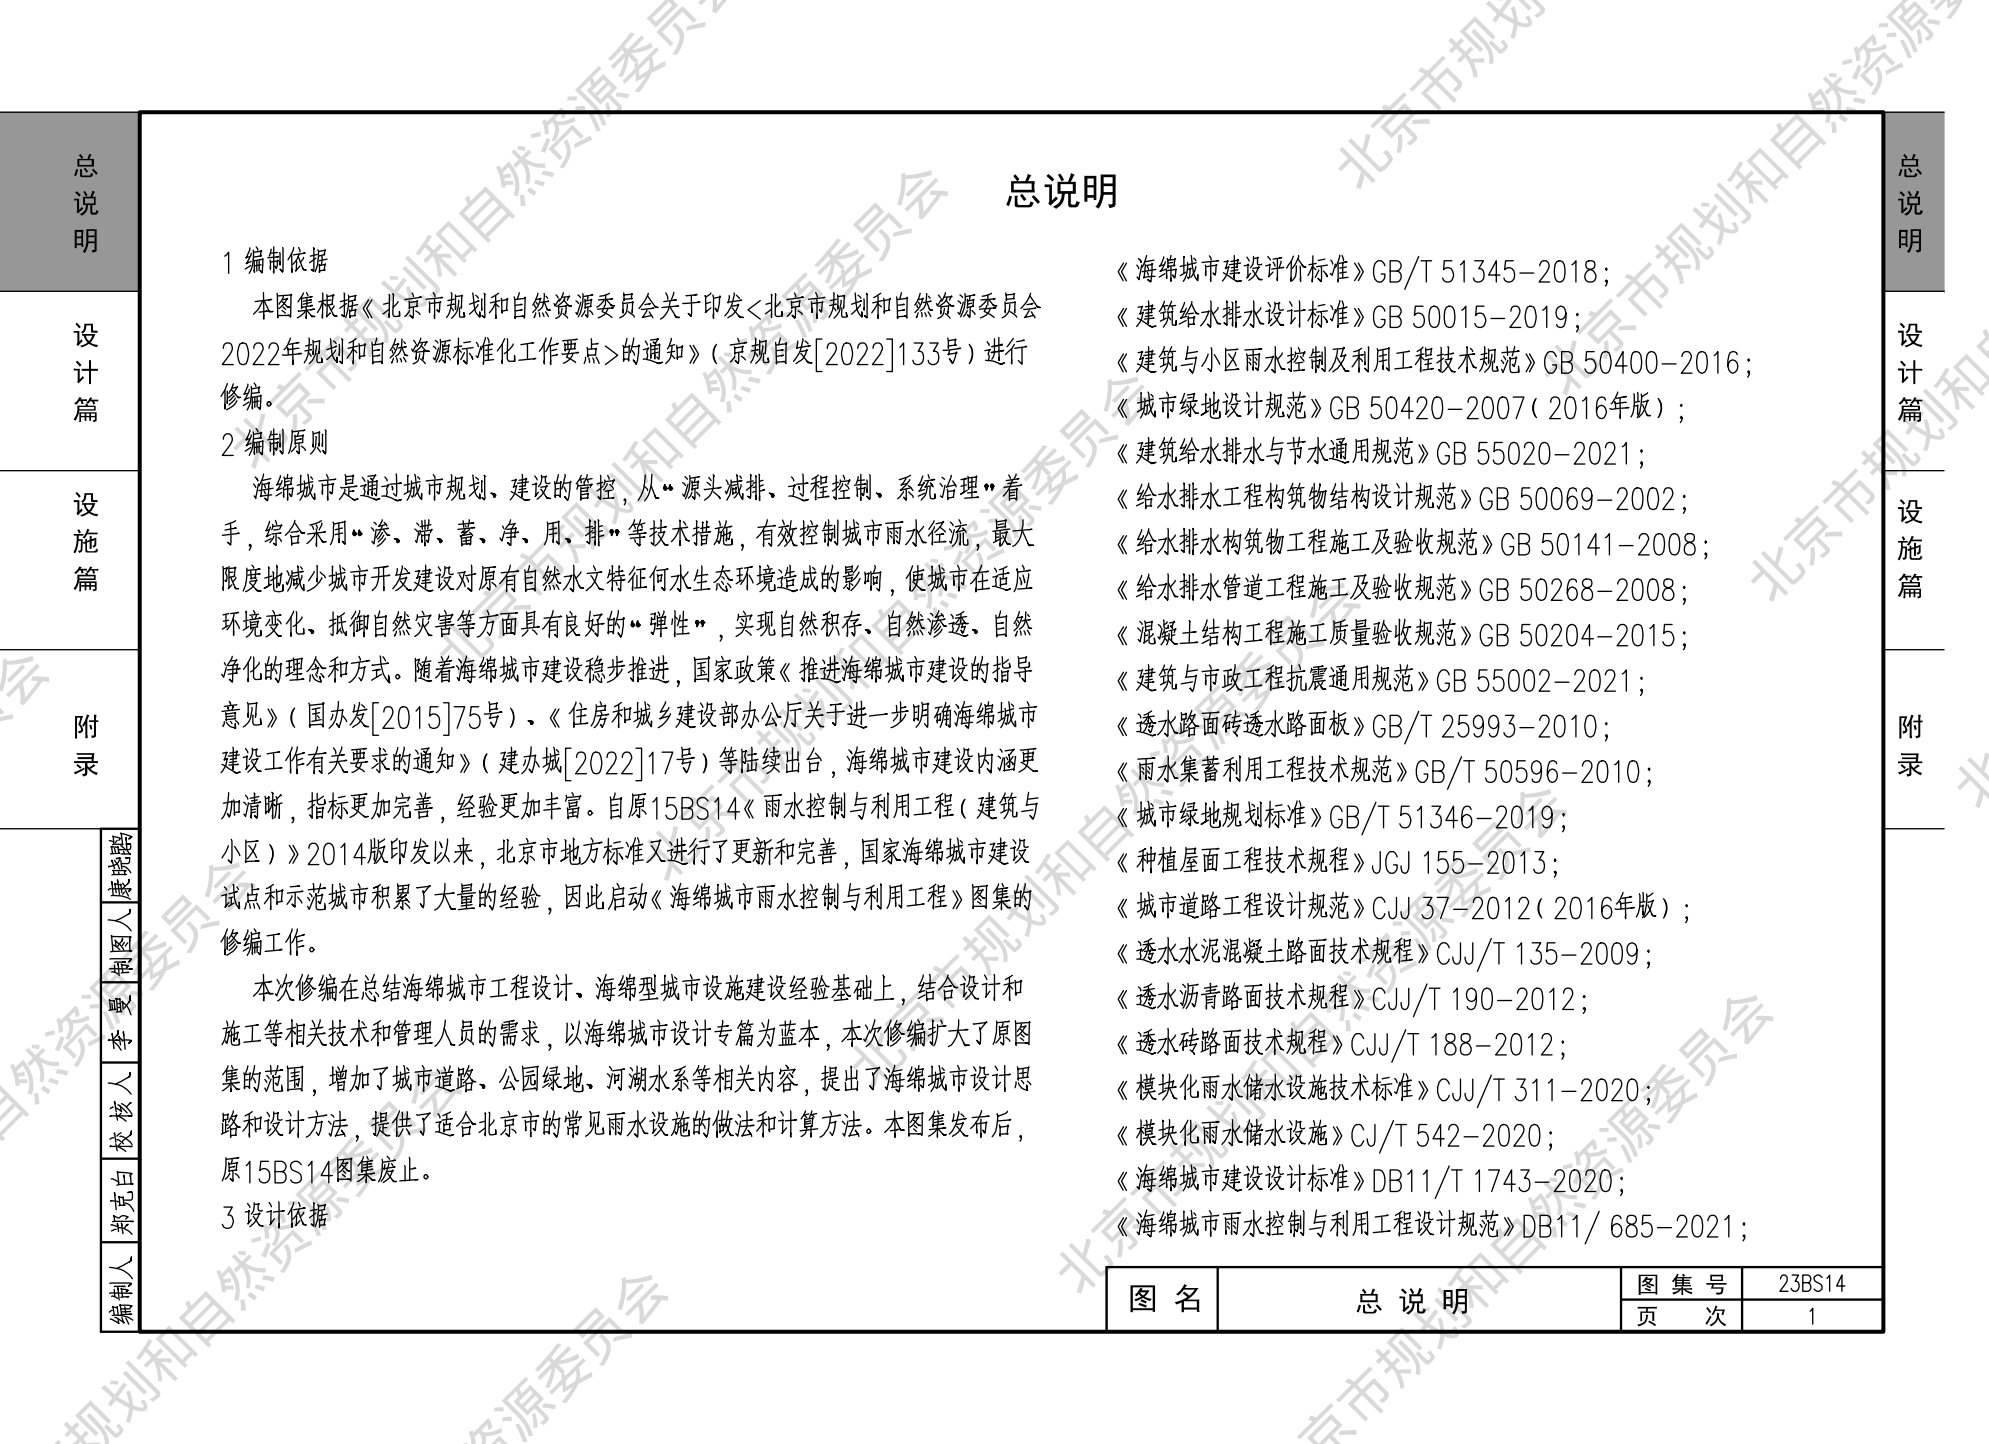 总说明
设计篇
设施篇
附录
总说明
1 编制依据
本图集根据《北京市规划和自然资源委员会关于印发<北京市规划和自然资源委员会
2022年规划和自然资源标准化工作要点>的通知》(京规自发[2022]133号)进行
修编。
2 编制原则
海绵城市是通过城市规划、建设的管控,从“源头减排、过程控制、系统治理”着
手,综合采用“渗、滞、蓄、净、用、排”等技术措施,有效控制城市雨水径流,最大
限度地减少城市开发建设对原有自然水文特征何水生态环境造成的影响,使城市在适应
环境变化、抵御自然灾害等方面具有良好的“弹性”,实现自然积存、自然渗透、自然
净化的理念和方式。随着海绵城市建设稳步推进,国家政策《推进海绵城市建设的指导
意见》(国办发[2015]75号)、《住房和城乡建设部办公厅关于进一步明确海绵城市
建设工作有关要求的通知》(建办城[2022]17号)等陆续出台,海绵城市建设内涵更
加清晰,指标更加完善,经验更加丰富。自原15BS14《雨水控制与利用工程(建筑与
小区)》2014版印发以来,北京市地方标准又进行了更新和完善,国家海绵城市建设
试点和示范城市积累了大量的经验,因此启动《海绵城市雨水控制与利用工程》图集的
修编工作。
本次修编在总结海绵城市工程设计、海绵型城市设施建设经验基础上,结合设计和
施工等相关技术和管理人员的需求,以海绵城市设计专篇为蓝本,本次修编扩大了原图
集的范围,增加了城市道路、公园绿地、河湖水系等相关内容,提出了海绵城市设计思
路和设计方法,提供了适合北京市的常见雨水设施的做法和计算方法。本图集发布后,
原15BS14图集废止。
3 设计依据
《海绵城市建设评价标准》GB/T 51345-2018;
《建筑给水排水设计标准》GB 50015-2019;
《建筑与小区雨水控制及利用工程技术规范》GB 50400-2016;
《城市绿地设计规范》GB 50420-2007(2016年版);
《建筑给水排水与节水通用规范》GB 55020-2021;
《给水排水工程构筑物结构设计规范》GB 50069-2002;
《给水排水构筑物工程施工及验收规范》GB 50141-2008;
《给水排水管道工程施工及验收规范》GB 50268-2008;
《混凝土结构工程施工质量验收规范》GB 50204-2015;
《建筑与市政工程抗震通用规范》GB 55002-2021;
《透水路面砖透水路面板》GB/T 25993-2010;
《雨水集蓄利用工程技术规范》GB/T 50596-2010;
《城市绿地规划标准》GB/T 51346-2019;
《种植屋面工程技术规程》JGJ 155-2013;
《城市道路工程设计规范》CJJ 37-2012(2016年版);
《透水水泥混凝土路面技术规程》CJJ/T 135-2009;
《透水沥青路面技术规程》CJJ/T 190-2012;
《透水砖路面技术规程》CJJ/T 188-2012;
《模块化雨水储水设施技术标准》CJJ/T 311-2020;
《模块化雨水储水设施》CJ/T 542-2020;
《海绵城市建设设计标准》DB11/T 1743-2020;
《海绵城市雨水控制与利用工程设计规范》DB11/ 685-2021;
总说明
设计篇
设施篇
附录
编制人 郑克白 校核人 李曼 制图人 康晓鹍
图名 总说明 图集号 23BS14
页次 1
北京市规划和自然资源委员会